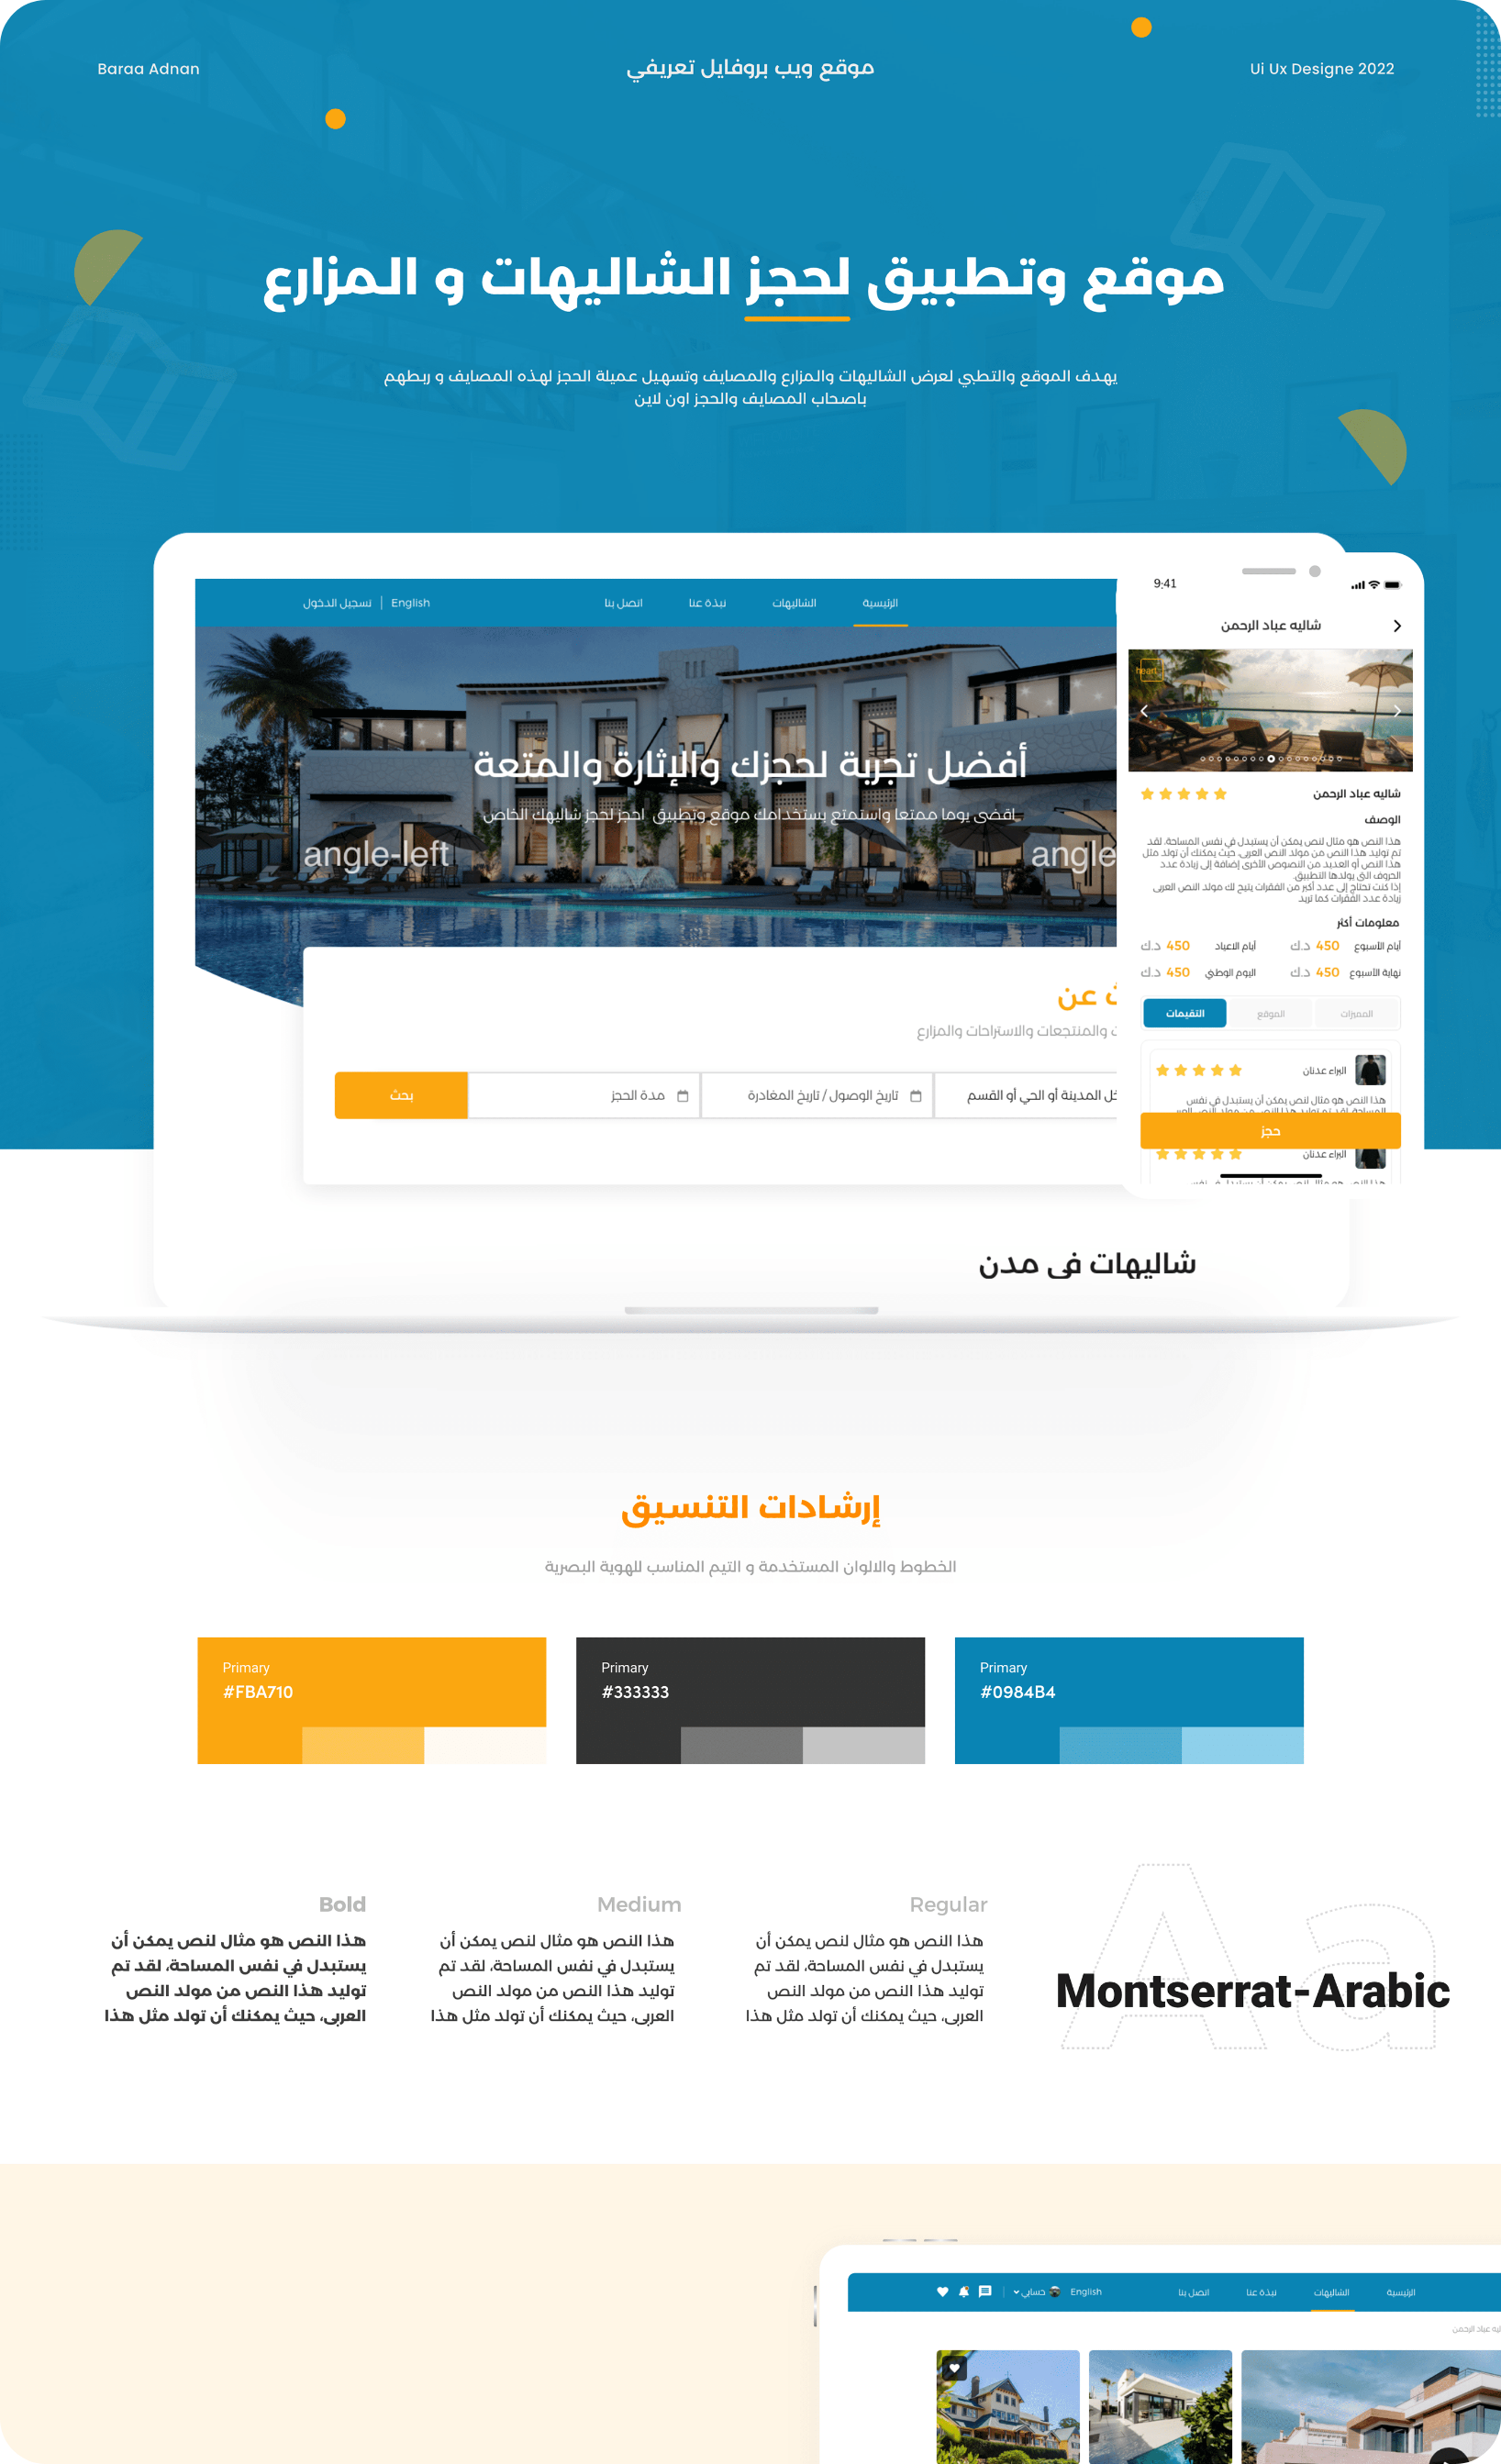 Baraa Adnan
موقع ويب بروفايل تعريفي
Ui Ux Designe 2022
موقع وتطبيق لحجز الشاليهات و المزارع
يهدف الموقع والتطبي لعرض الشاليهات والمزارع والمصايف وتسهيل عميلة الحجز لهذه المصايف و ربطهم
باصحاب المصايف والحجز اون لاين
الرئيسية
الشاليهات
نبذة عنا
اتصل بنا
English
تسجيل الدخول
أفضل تجربة لحجزك والإثارة والمتعة
اقضي يوما ممتعا واستمتع بستخدامك موقع وتطبيق احجز لحجز شاليهك الخاص
angle-left
angle
عن
والمنتجعات والاستراحات والمزارع
المدينة أو الحي أو القسم
تاريخ الوصول / تاريخ المغادرة
مدة الحجز
بحث
شاليهات في مدن
9:41
شاليه عباد الرحمن
heart
شاليه عباد الرحمن
الوصف
هذا النص هو مثال لنص يمكن أن يستبدل في نفس المساحة، لقد
تم توليد هذا النص من مولد النص العربى، حيث يمكنك أن تولد مثل
هذا النص أو العديد من النصوص الأخرى إضافة إلى زيادة عدد
الحروف التى يولدها التطبيق.
إذا كنت تحتاج إلى عدد أكبر من الفقرات يتيح لك مولد النص العربى
زيادة عدد الفقرات كما تريد
معلومات أكثر
أيام الأسبوع 450 د.ك
أيام الاعياد 450 د.ك
نهاية الأسبوع 450 د.ك
اليوم الوطني 450 د.ك
المميزات
الموقع
التقيمات
البراء عدنان
هذا النص هو مثال لنص يمكن أن يستبدل في نفس
حجز
البراء عدنان
إرشادات التنسيق
الخطوط والالوان المستخدمة و التيم المناسب للهوية البصرية
Primary
#FBA710
Primary
#333333
Primary
#0984B4
Aa
Montserrat-Arabic
Regular
هذا النص هو مثال لنص يمكن أن
يستبدل في نفس المساحة، لقد تم
توليد هذا النص من مولد النص
العربى، حيث يمكنك أن تولد مثل هذا
Medium
هذا النص هو مثال لنص يمكن أن
يستبدل في نفس المساحة، لقد تم
توليد هذا النص من مولد النص
العربى، حيث يمكنك أن تولد مثل هذا
Bold
هذا النص هو مثال لنص يمكن أن
يستبدل في نفس المساحة، لقد تم
توليد هذا النص من مولد النص
العربى، حيث يمكنك أن تولد مثل هذا
الرئيسية
الشاليهات
نبذة عنا
اتصل بنا
English
حسابي
عباد الرحمن